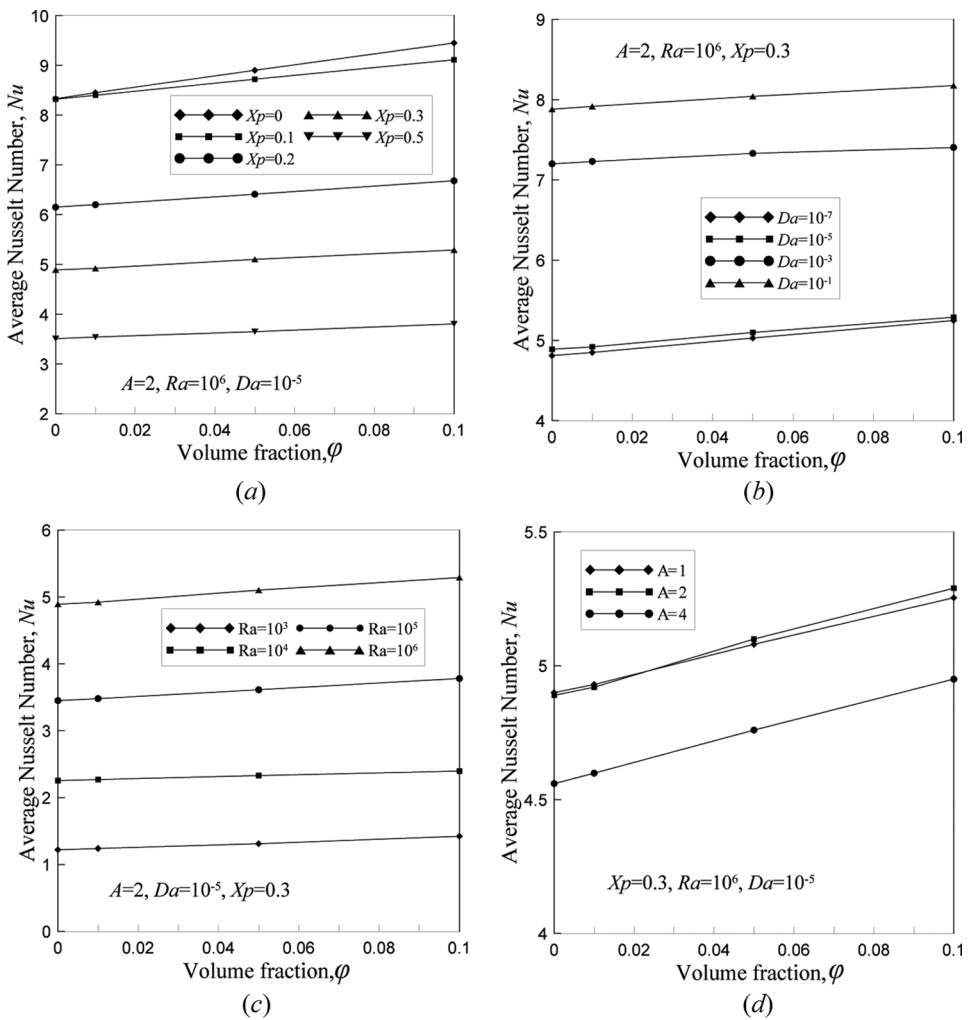 10
9
8
7
6
5
4
3
2
Average Nusselt Number, Nu
Xp=0
Xp=0.1
Xp=0.2
Xp=0.3
Xp=0.5
A=2, Ra=10⁶, Da=10⁻⁵
0 0.02 0.04 0.06 0.08 0.1
Volume fraction,φ
(a)
9
8
7
6
5
4
Average Nusselt Number, Nu
A=2, Ra=10⁶, Xp=0.3
Da=10⁻⁷
Da=10⁻⁵
Da=10⁻³
Da=10⁻¹
0 0.02 0.04 0.06 0.08 0.1
Volume fraction,φ
(b)
6
5
4
3
2
1
0
Average Nusselt Number, Nu
Ra=10³ Ra=10⁵
Ra=10⁴ Ra=10⁶
A=2, Da=10⁻⁵, Xp=0.3
0 0.02 0.04 0.06 0.08 0.1
Volume fraction,φ
(c)
5.5
5
4.5
4
Average Nusselt Number, Nu
A=1
A=2
A=4
Xp=0.3, Ra=10⁶, Da=10⁻⁵
0 0.02 0.04 0.06 0.08 0.1
Volume fraction,φ
(d)